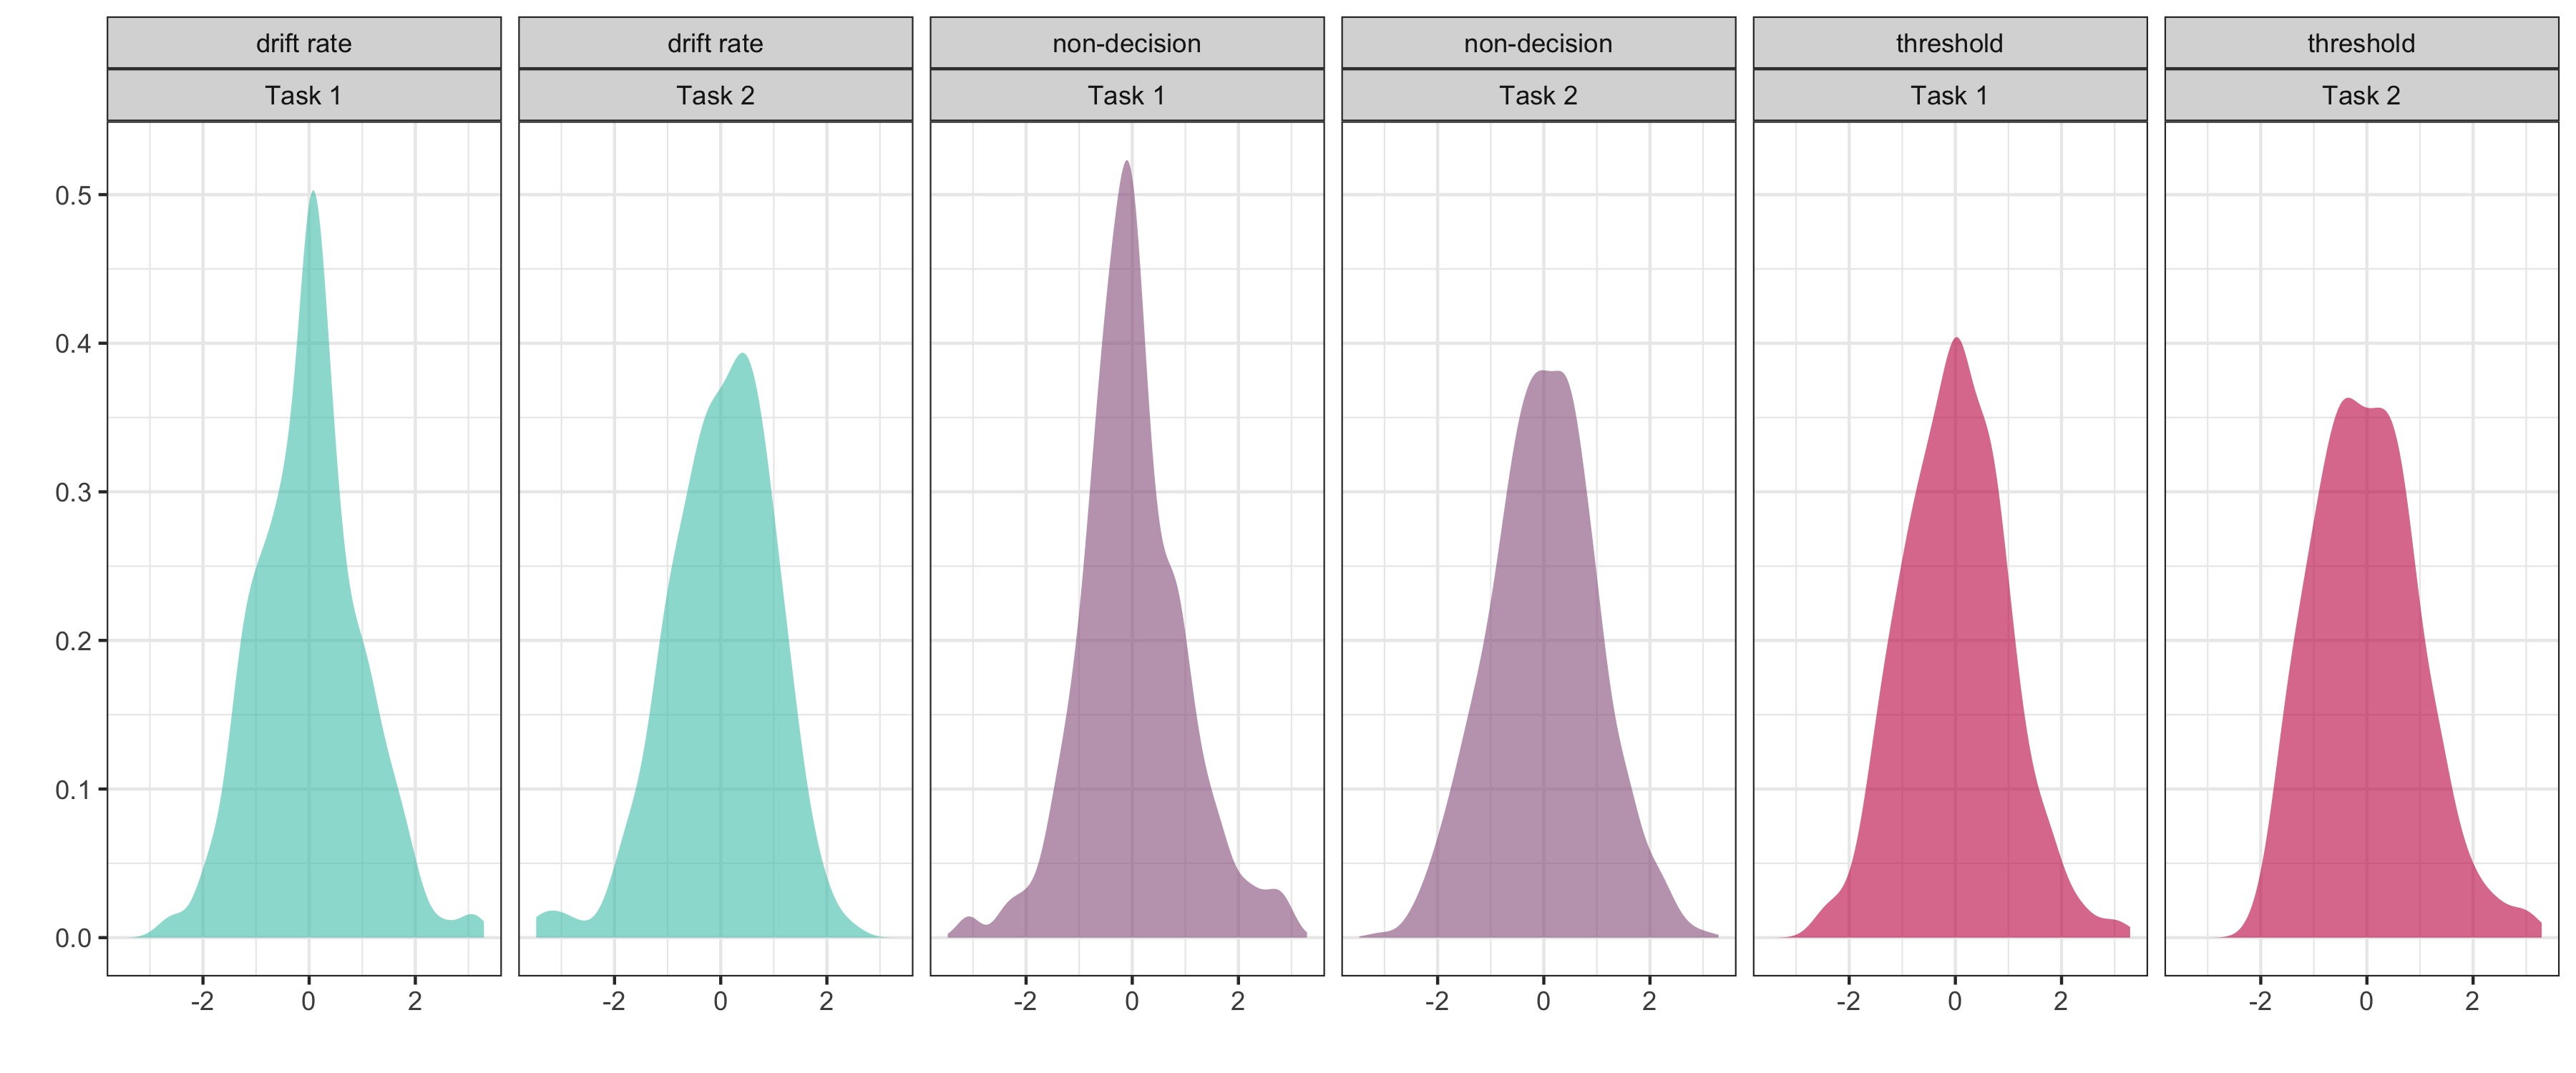 drift rate drift rate non-decision non-decision threshold threshold
Task 1 Task 2 Task 1 Task 2 Task 1 Task 2
0.5
0.4
0.3
0.2
0.1
0.0
-2 0 2 -2 0 2 -2 0 2 -2 0 2 -2 0 2 -2 0 2